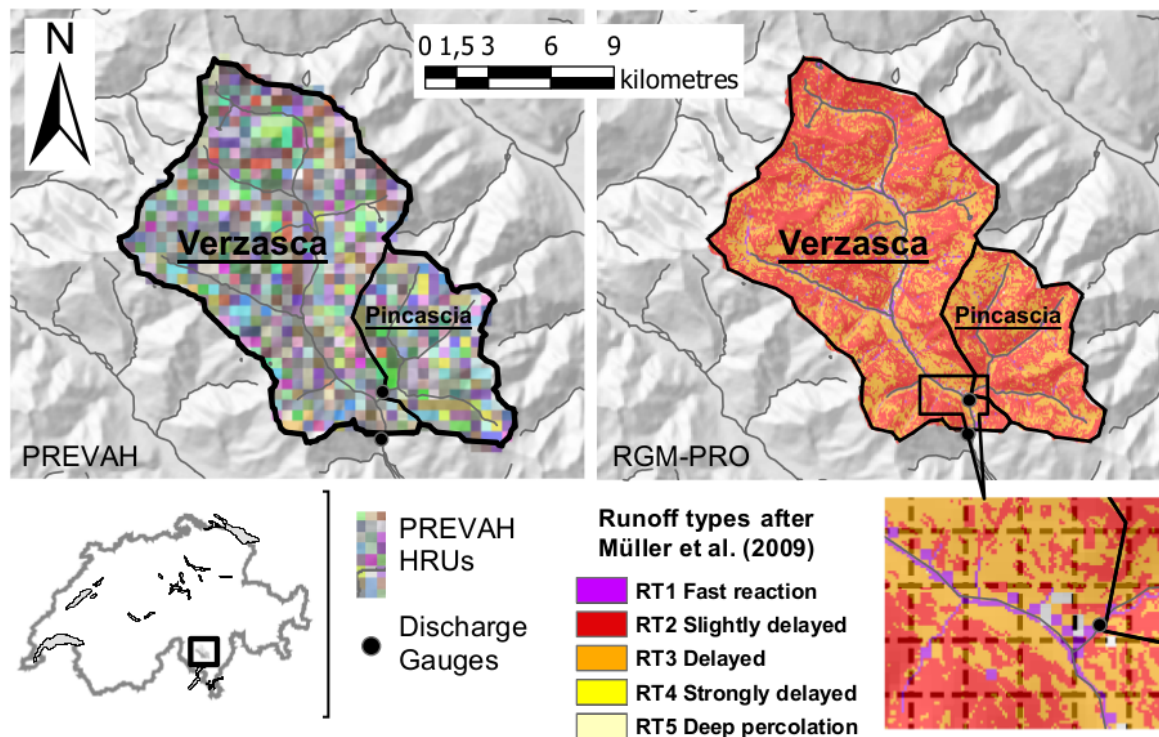 N
0 1,5 3 6 9
kilometres
Verzasca
Pincascia
PREVAH
Verzasca
Pincascia
RGM-PRO
PREVAH
HRUs
Discharge
Gauges
Runoff types after
Müller et al. (2009)
RT1 Fast reaction
RT2 Slightly delayed
RT3 Delayed
RT4 Strongly delayed
RT5 Deep percolation